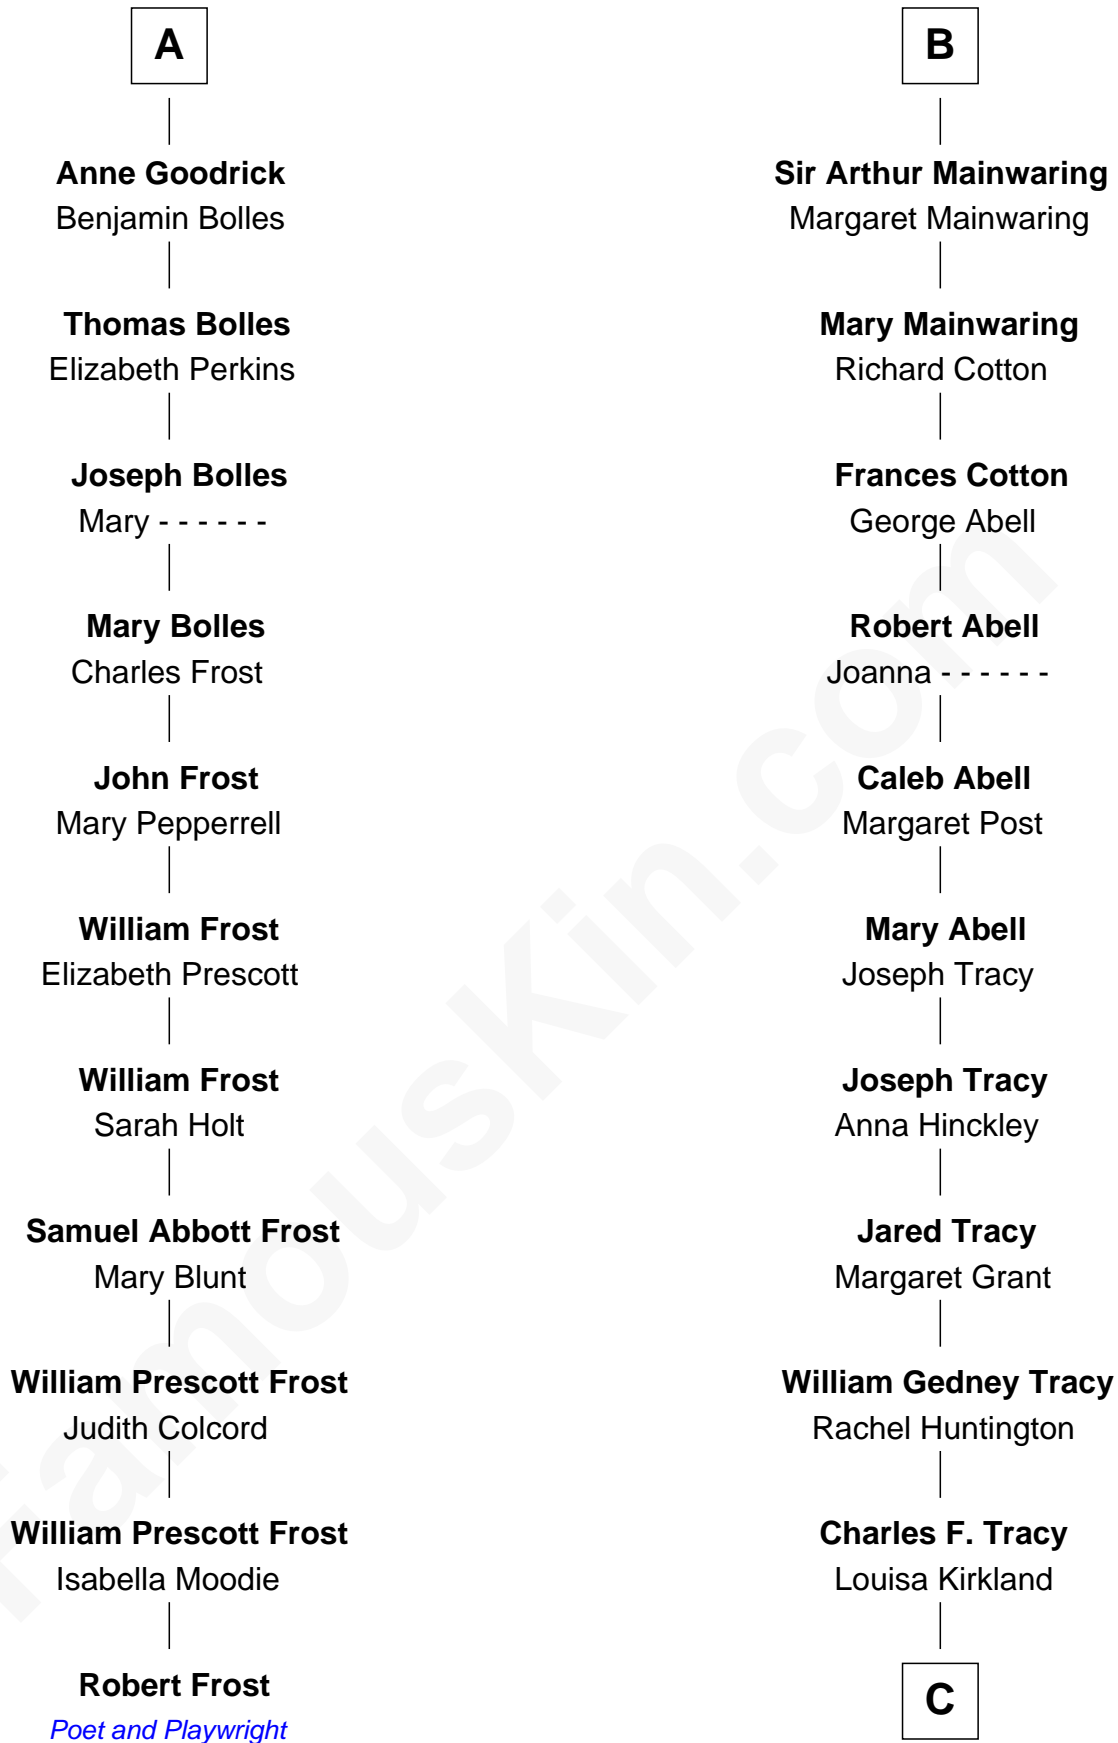 A
Anne Goodrick
Benjamin Bolles
Thomas Bolles
Elizabeth Perkins
Joseph Bolles
Mary - - - - - -
Mary Bolles
Charles Frost
John Frost
Mary Pepperrell
William Frost
Elizabeth Prescott
William Frost
Sarah Holt
Samuel Abbott Frost
Mary Blunt
William Prescott Frost
Judith Colcord
William Prescott Frost
Isabella Moodie
Robert Frost
Poet and Playwright
B
Sir Arthur Mainwaring
Margaret Mainwaring
Mary Mainwaring
Richard Cotton
Frances Cotton
George Abell
Robert Abell
Joanna - - - - - -
Caleb Abell
Margaret Post
Mary Abell
Joseph Tracy
Joseph Tracy
Anna Hinckley
Jared Tracy
Margaret Grant
William Gedney Tracy
Rachel Huntington
Charles F. Tracy
Louisa Kirkland
C
FamousKin.com